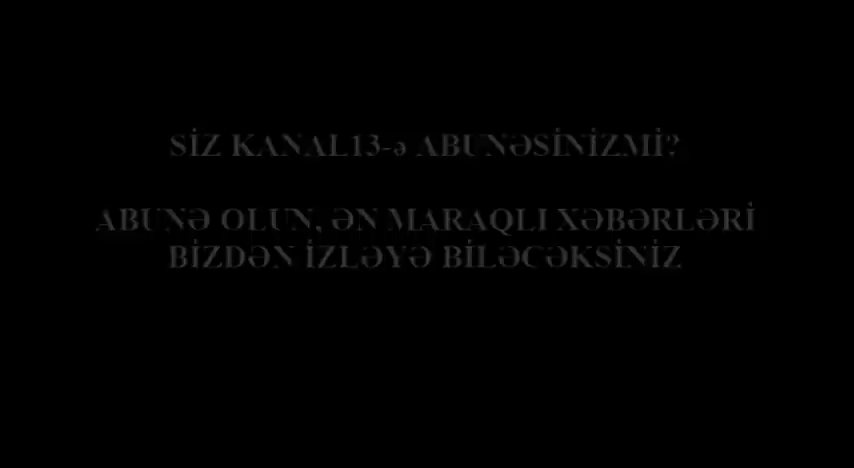 SİZ KANAL13-ə ABUNƏSİNİZMİ?
ABUNƏ OLUN, ƏN MARAQLI XƏBƏRLƏRİ
BİZDƏN İZLƏYƏ BİLƏCƏKSİNİZ